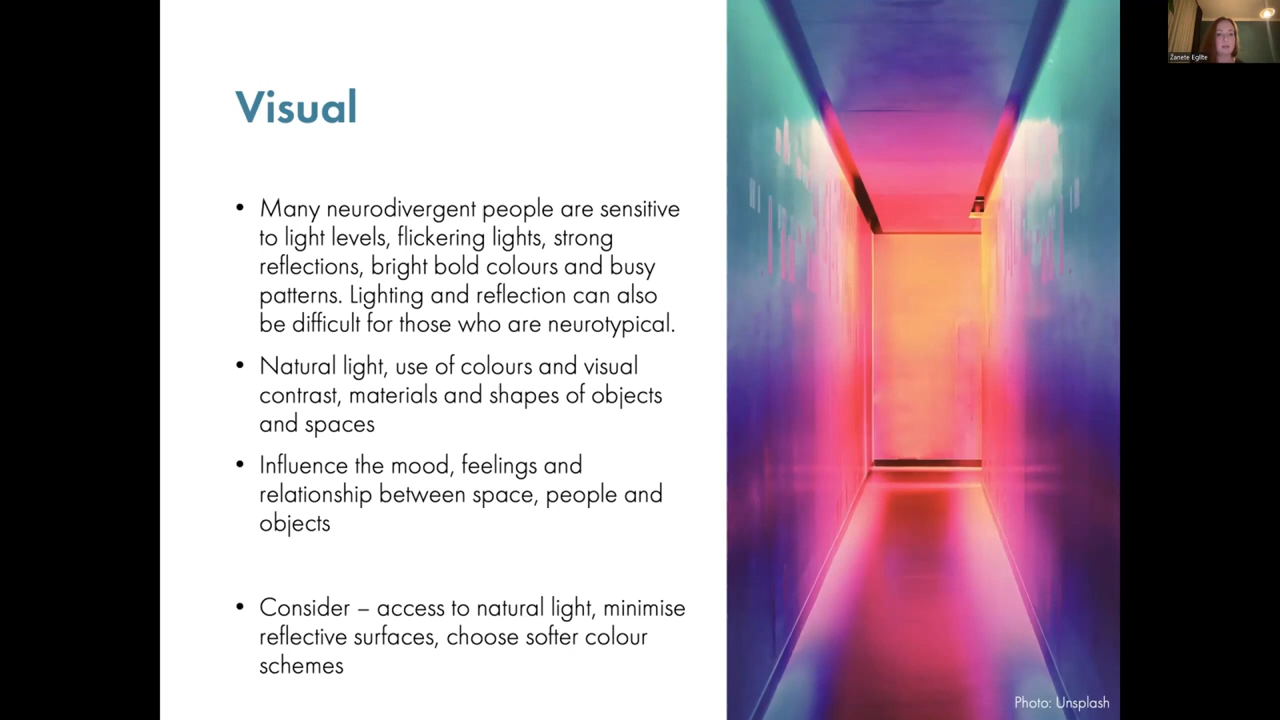 Visual
• Many neurodivergent people are sensitive
to light levels, flickering lights, strong
reflections, bright bold colours and busy
patterns. Lighting and reflection can also
be difficult for those who are neurotypical.
• Natural light, use of colours and visual
contrast, materials and shapes of objects
and spaces
• Influence the mood, feelings and
relationship between space, people and
objects
• Consider – access to natural light, minimise
reflective surfaces, choose softer colour
schemes
Photo: Unsplash
Zanete Eglite